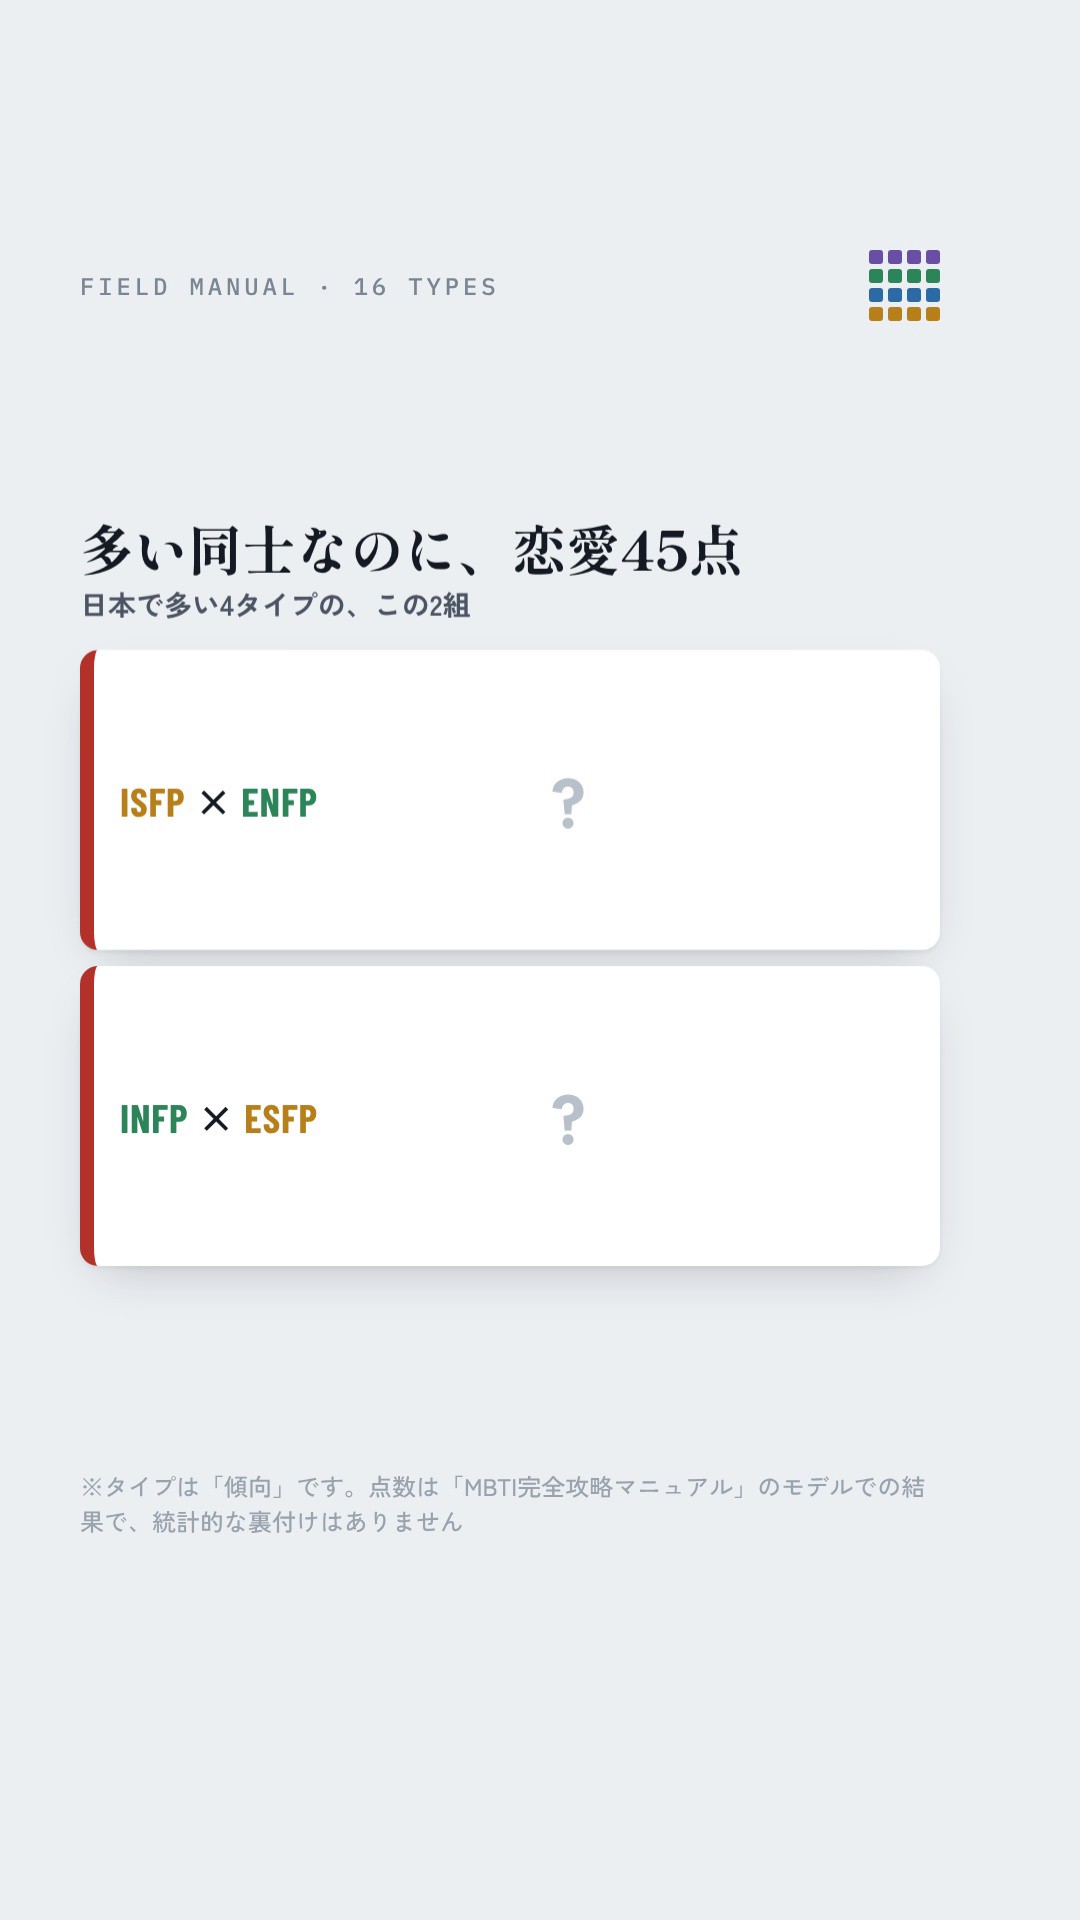 FIELD MANUAL · 16 TYPES
多い同士なのに、恋愛45点
日本で多い4タイプの、この2組
ISFP × ENFP ?
INFP × ESFP ?
※タイプは「傾向」です。点数は「MBTI完全攻略マニュアル」のモデルでの結
果で、統計的な裏付けはありません